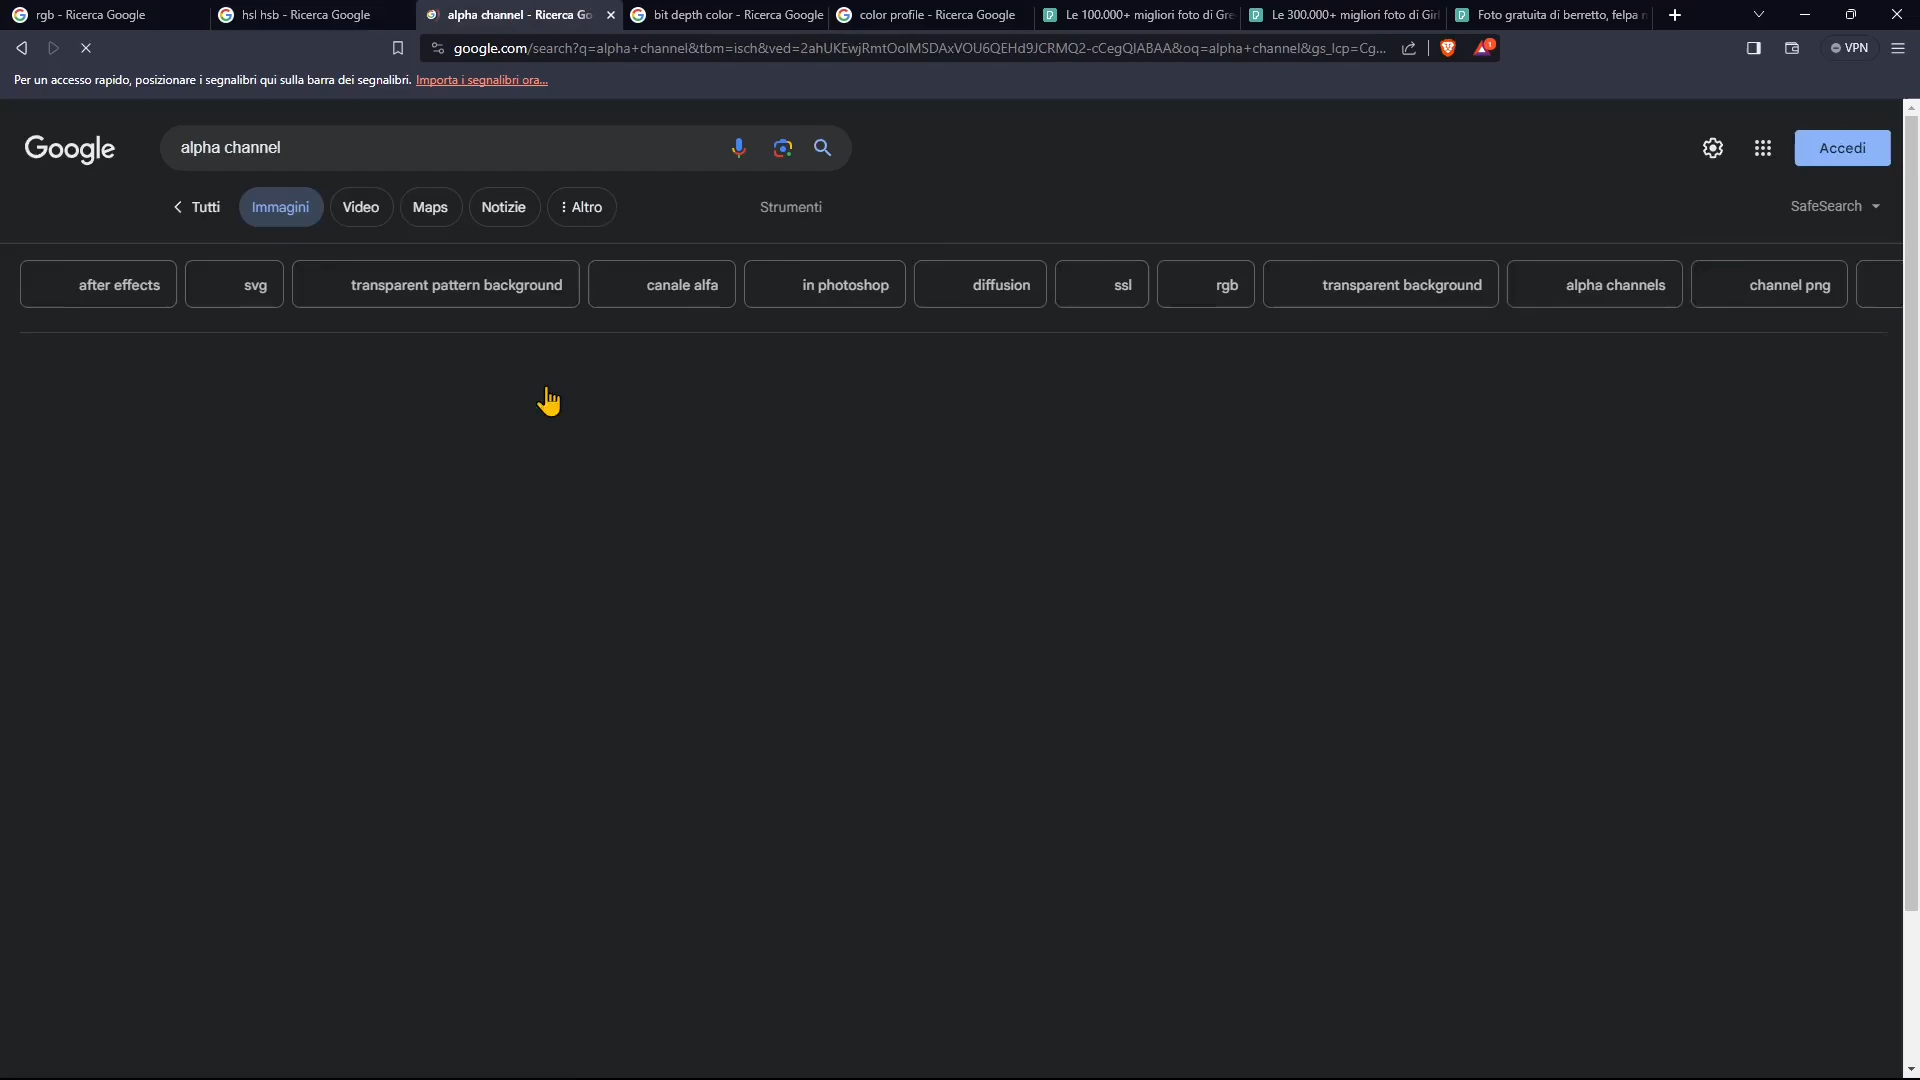 rgb - Ricerca Google
hsl hsb - Ricerca Google
alpha channel - Ricerca Go
bit depth color - Ricerca Google
color profile - Ricerca Google
Le 100.000+ migliori foto di Gre
Le 300.000+ migliori foto di Girl
Foto gratuita di berretto, felpa
google.com/search?q=alpha+channel&tbm=isch&ved=2ahUKEwjRmtOolMSDAxVOU6QEHd9JCRMQ2-cCegQIABAA&oq=alpha+channel&gs_lcp=Cg...
1
VPN
Per un accesso rapido, posizionare i segnalibri qui sulla barra dei segnalibri. Importa i segnalibri ora...
Google
alpha channel
Accedi
Tutti
Immagini
Video
Maps
Notizie
Altro
Strumenti
SafeSearch
after effects
svg
transparent pattern background
canale alfa
in photoshop
diffusion
ssl
rgb
transparent background
alpha channels
channel png